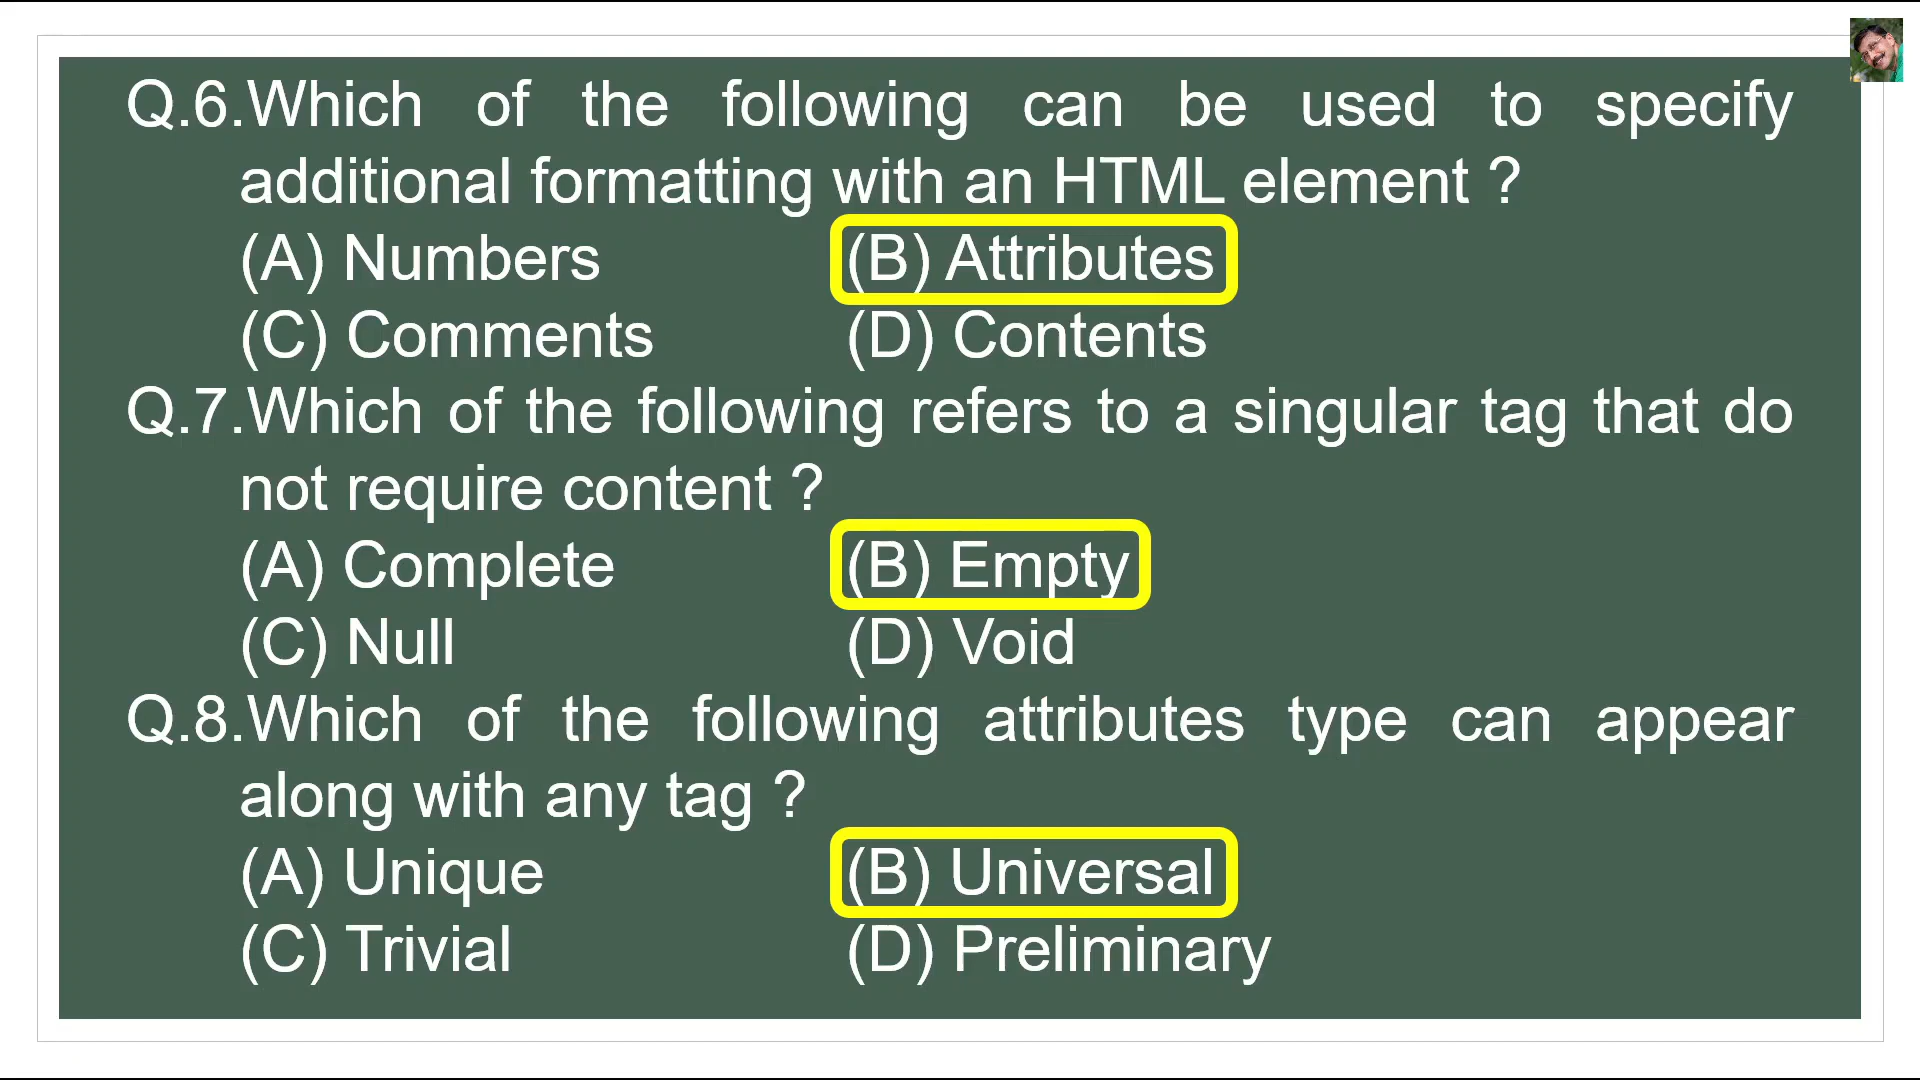 Q.6.Which of the following can be used to specify
additional formatting with an HTML element ?
(A) Numbers (B) Attributes
(C) Comments (D) Contents
Q.7.Which of the following refers to a singular tag that do
not require content ?
(A) Complete (B) Empty
(C) Null (D) Void
Q.8.Which of the following attributes type can appear
along with any tag ?
(A) Unique (B) Universal
(C) Trivial (D) Preliminary